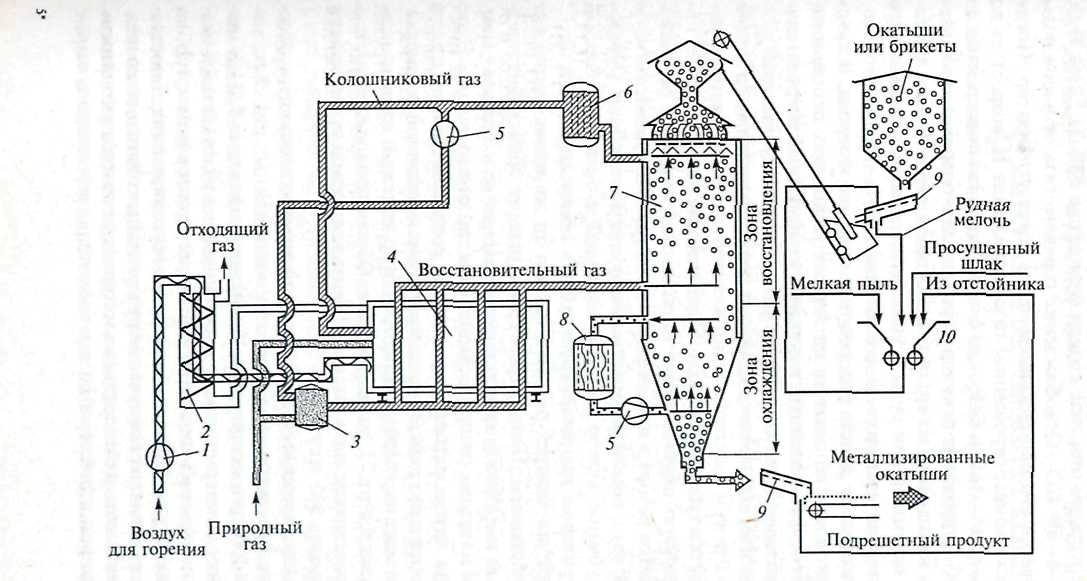 5*
Окатыши
или брикеты
Колошниковый газ
6
5
9
7
Рудная
мелочь
Зона
восстановления
Отходящий
газ
4
Восстановительный газ
Просушенный
шлак
Мелкая пыль
Из отстойника
8
10
Зона
охлаждения
2
3
1
5
Металлизированные
окатыши
9
Воздух
для горения
Природный
газ
Подрешетный продукт